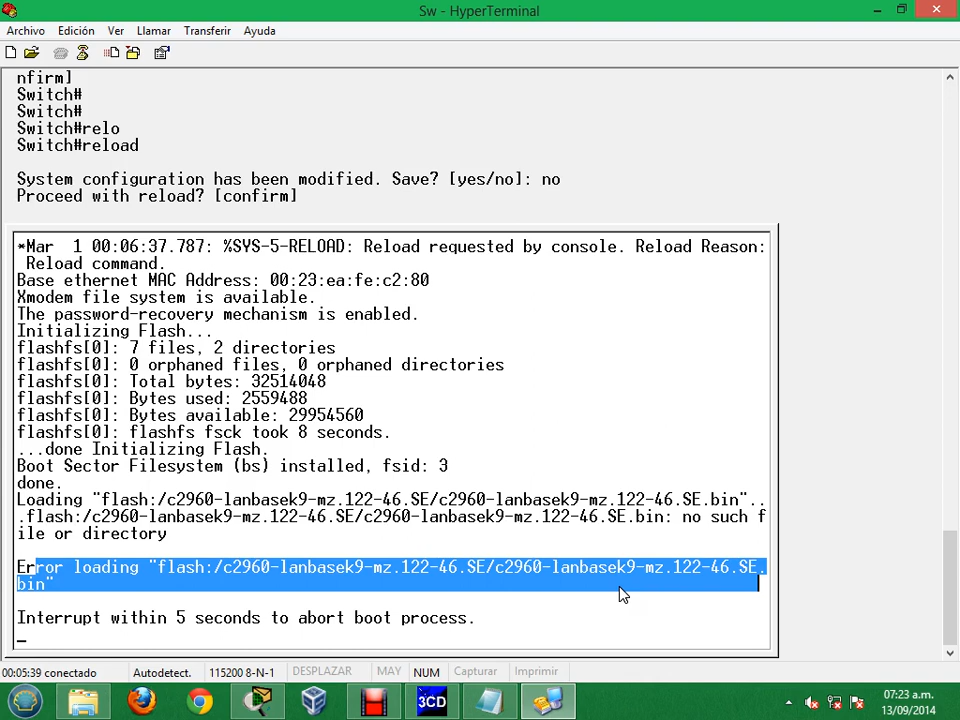 Sw - HyperTerminal
Archivo Edición Ver Llamar Transferir Ayuda
nfirm]
Switch#
Switch#
Switch#relo
Switch#reload
System configuration has been modified. Save? [yes/no]: no
Proceed with reload? [confirm]
*Mar  1 00:06:37.787: %SYS-5-RELOAD: Reload requested by console. Reload Reason:
 Reload command.
Base ethernet MAC Address: 00:23:ea:fe:c2:80
Xmodem file system is available.
The password-recovery mechanism is enabled.
Initializing Flash...
flashfs[0]: 7 files, 2 directories
flashfs[0]: 0 orphaned files, 0 orphaned directories
flashfs[0]: Total bytes: 32514048
flashfs[0]: Bytes used: 2559488
flashfs[0]: Bytes available: 29954560
flashfs[0]: flashfs fsck took 8 seconds.
...done Initializing Flash.
Boot Sector Filesystem (bs) installed, fsid: 3
done.
Loading "flash:/c2960-lanbasek9-mz.122-46.SE/c2960-lanbasek9-mz.122-46.SE.bin"..
.flash:/c2960-lanbasek9-mz.122-46.SE/c2960-lanbasek9-mz.122-46.SE.bin: no such f
ile or directory
Error loading "flash:/c2960-lanbasek9-mz.122-46.SE/c2960-lanbasek9-mz.122-46.SE.
bin"
Interrupt within 5 seconds to abort boot process.
_
00:05:39 conectado Autodetect. 115200 8-N-1 DESPLAZAR MAY NUM Capturar Imprimir
3CD
07:23 a.m.
13/09/2014